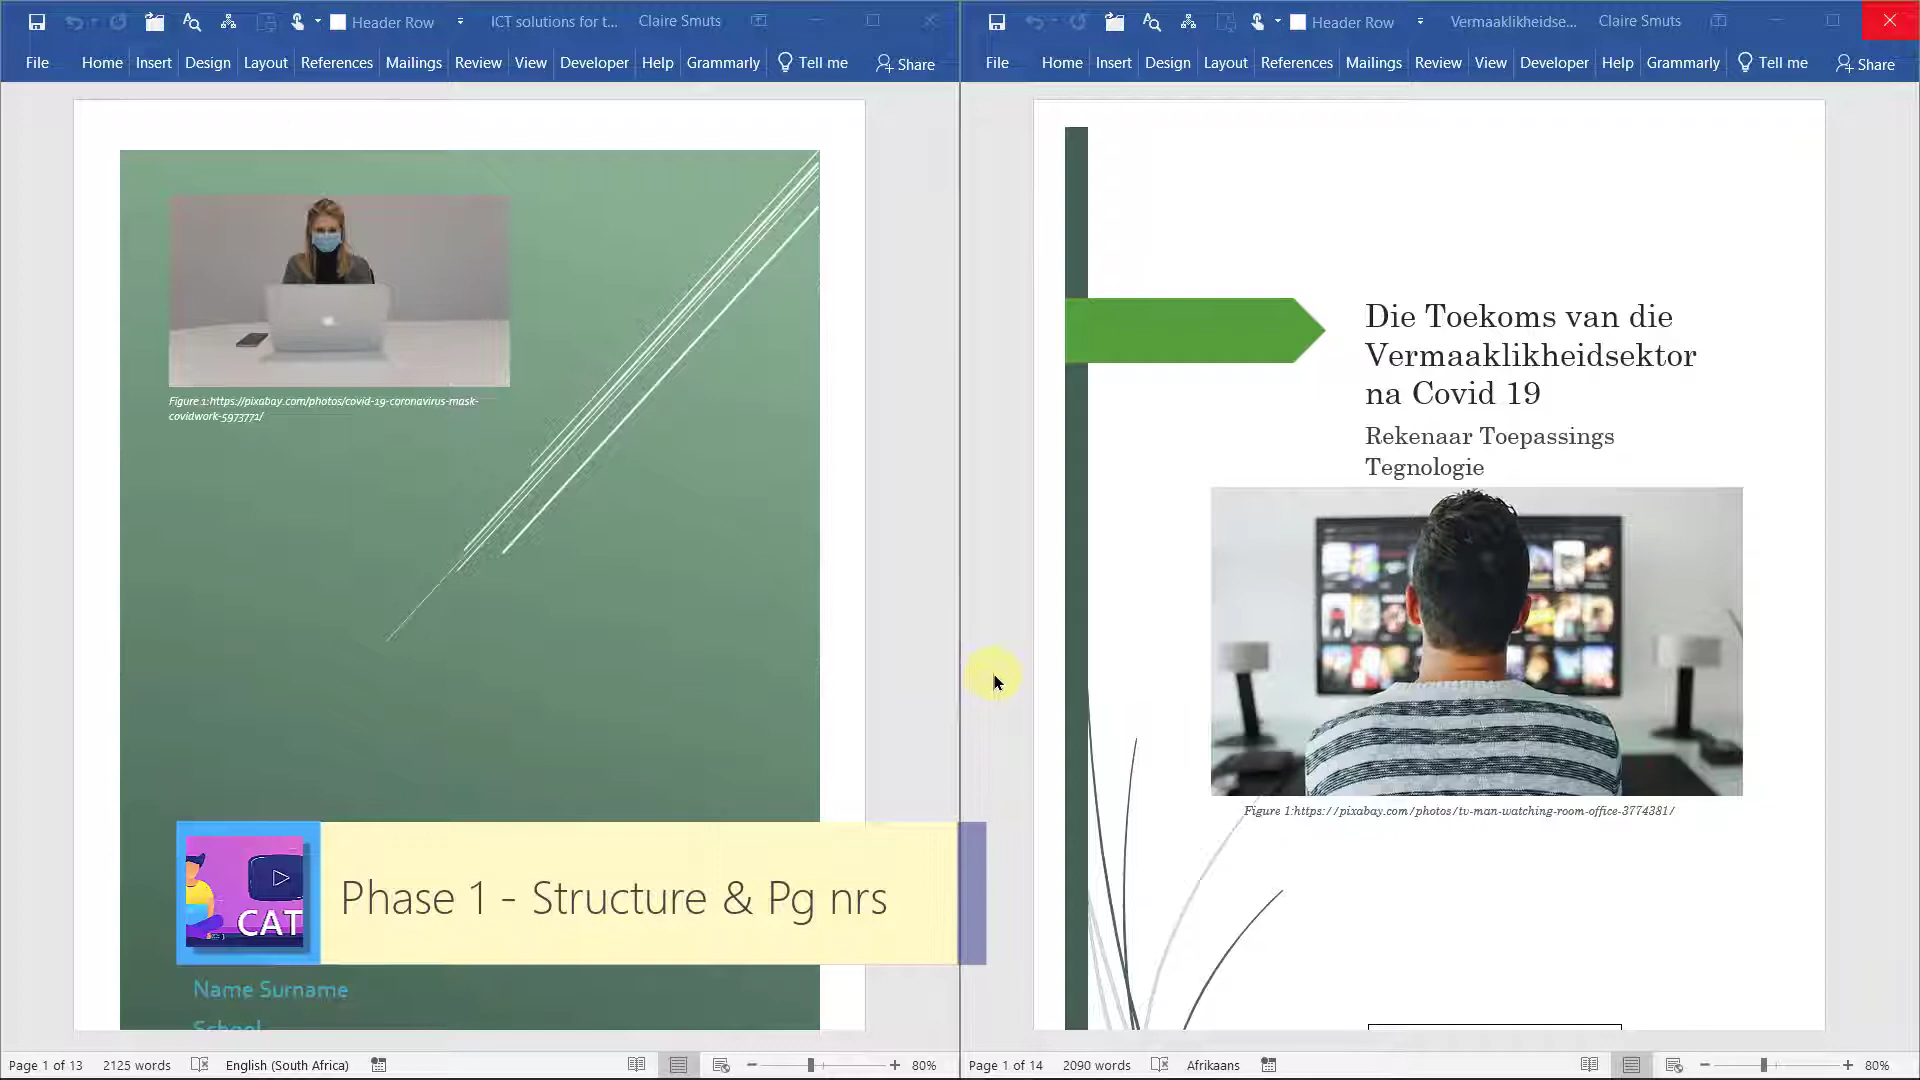 Header Row
ICT solutions for t...
Claire Smuts
File
Home
Insert
Design
Layout
References
Mailings
Review
View
Developer
Help
Grammarly
Tell me
Share
Figure 1:https://pixabay.com/photos/covid-19-coronavirus-mask-
covidwork-5973771/
CAT
Phase 1 - Structure & Pg nrs
Name Surname
School
Page 1 of 13
2125 words
English (South Africa)
80%
Header Row
Vermaaklikheidse...
Claire Smuts
File
Home
Insert
Design
Layout
References
Mailings
Review
View
Developer
Help
Grammarly
Tell me
Share
Die Toekoms van die
Vermaaklikheidsektor
na Covid 19
Rekenaar Toepassings
Tegnologie
Figure 1:https://pixabay.com/photos/tv-man-watching-room-office-3774381/
Page 1 of 14
2090 words
Afrikaans
80%